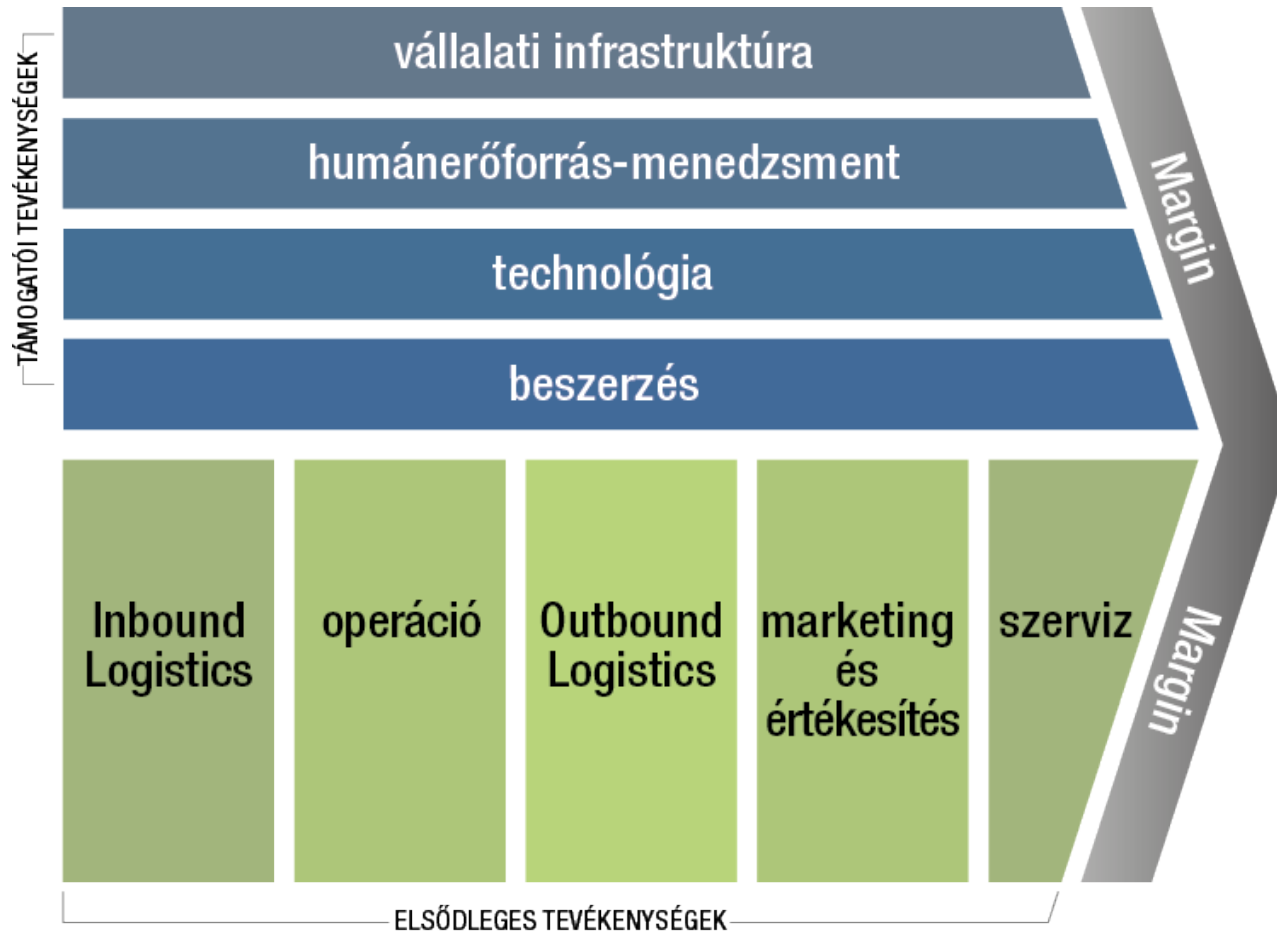 TÁMOGATÓI TEVÉKENYSÉGEK
vállalati infrastruktúra
humánerőforrás-menedzsment
technológia
beszerzés
Margin
Inbound
Logistics
operáció
Outbound
Logistics
marketing
és
értékesítés
szerviz
Margin
ELSŐDLEGES TEVÉKENYSÉGEK